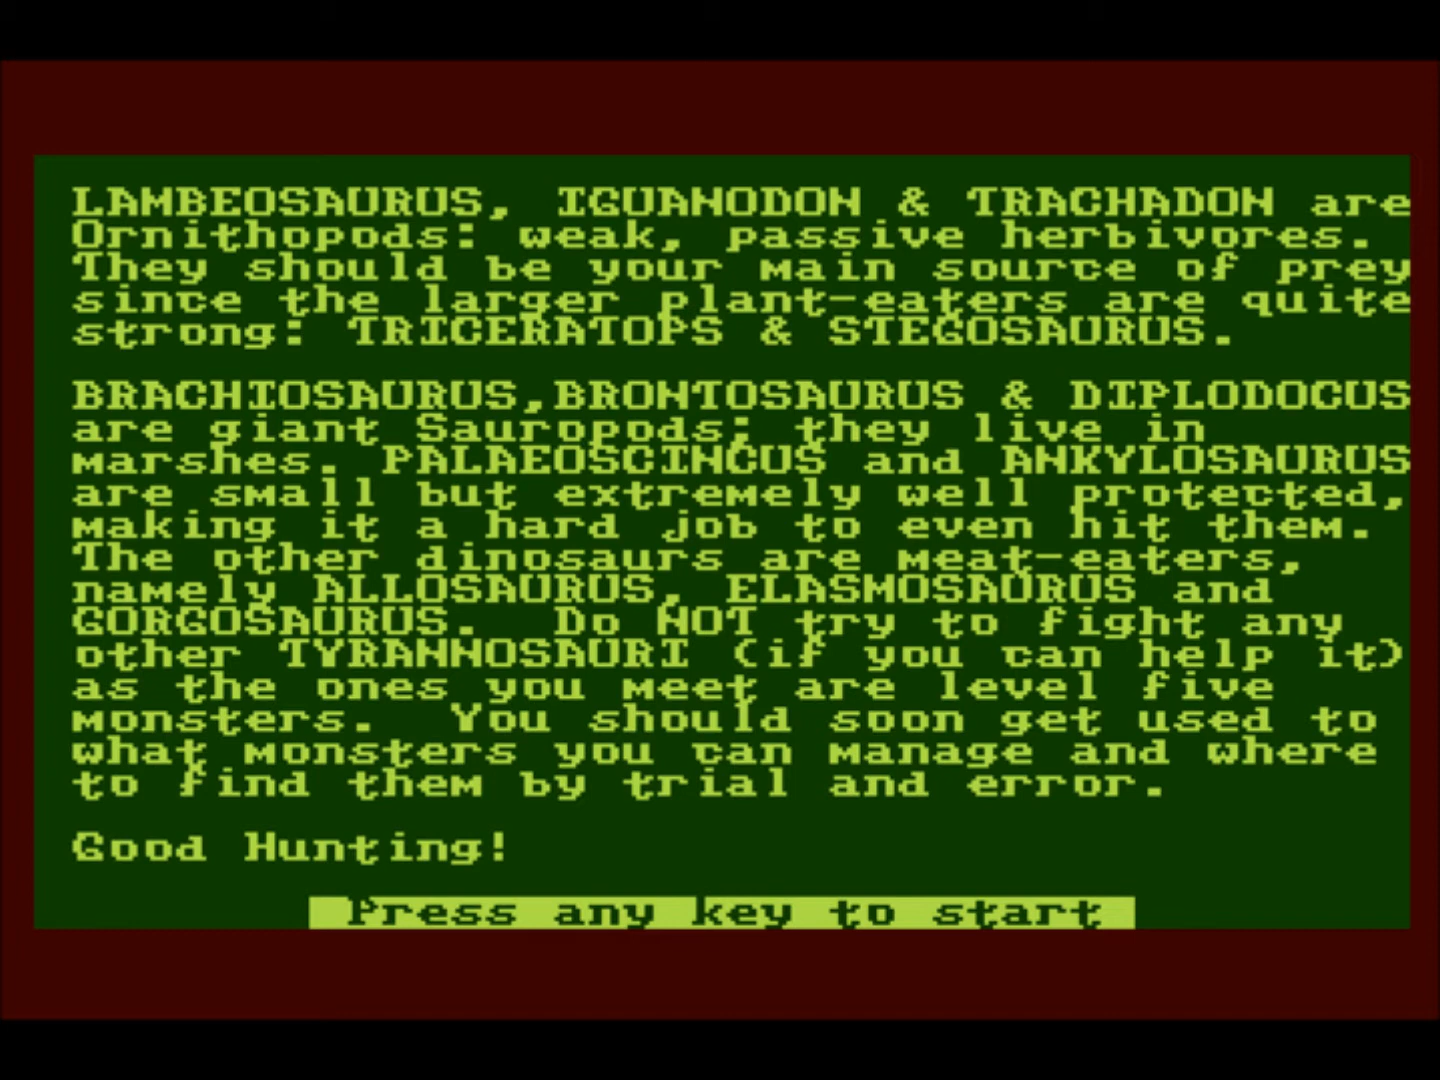 LAMBEOSAURUS, IGUANODON & TRACHADON are
Ornithopods: weak, passive herbivores.
They should be your main source of prey
since the larger plant-eaters are quite
strong: TRICERATOPS & STEGOSAURUS.
BRACHIOSAURUS,BRONTOSAURUS & DIPLODOCUS
are giant Sauropods; they live in
marshes. PALAEOSCINCUS and ANKYLOSAURUS
are small but extremely well protected,
making it a hard job to even hit them.
The other dinosaurs are meat-eaters,
namely ALLOSAURUS, ELASMOSAURUS and
GORGOSAURUS.  Do NOT try to fight any
other TYRANNOSAURI (if you can help it)
as the ones you meet are level five
monsters.  You should soon get used to
what monsters you can manage and where
to find them by trial and error.
Good Hunting!
Press any key to start